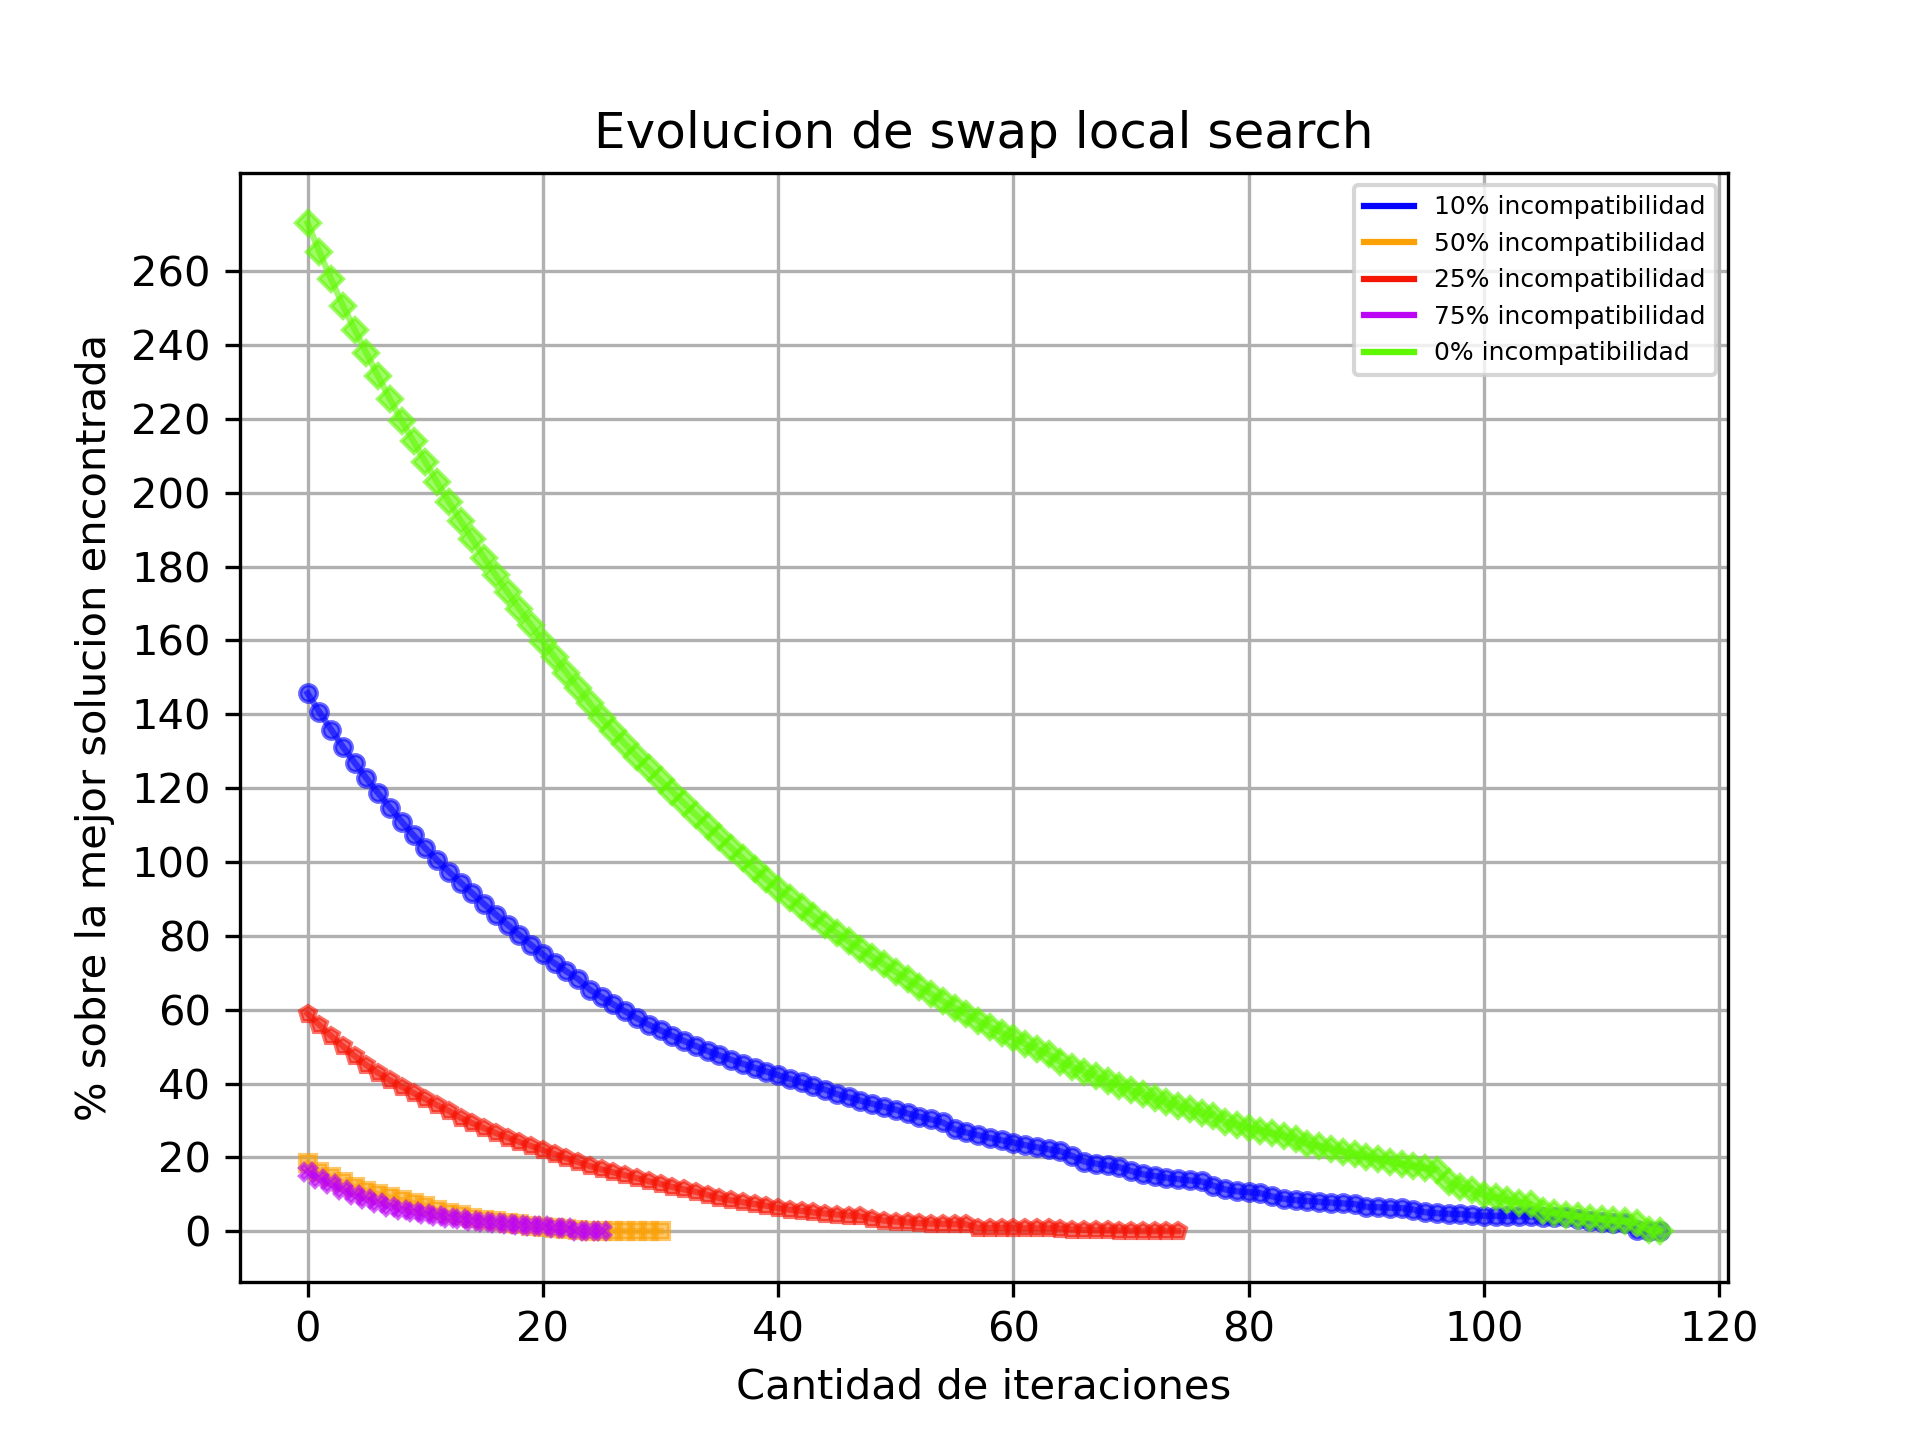 Evolucion de swap local search
10% incompatibilidad
50% incompatibilidad
25% incompatibilidad
75% incompatibilidad
0% incompatibilidad
% sobre la mejor solucion encontrada
260
240
220
200
180
160
140
120
100
80
60
40
20
0
0 20 40 60 80 100 120
Cantidad de iteraciones